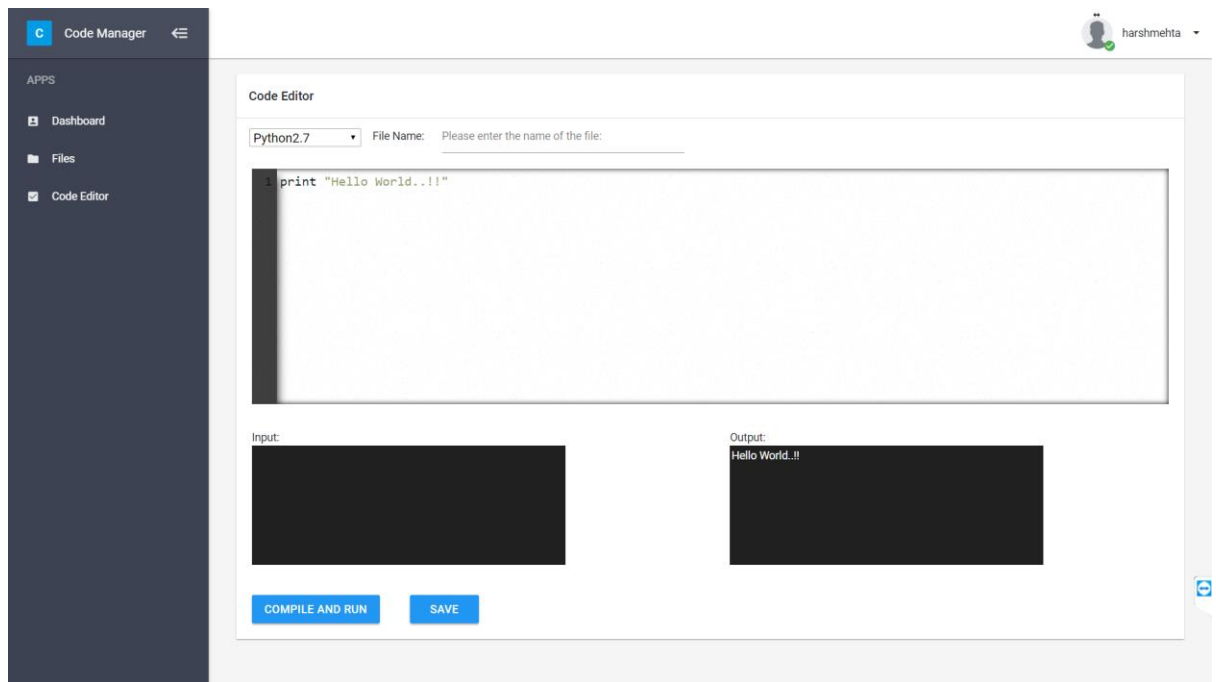 C Code Manager
harshmehta
APPS
Dashboard
Files
Code Editor
Code Editor
Python2.7 File Name: Please enter the name of the file:
1 print "Hello World..!!"
Input: Output:
Hello World..!!
COMPILE AND RUN SAVE